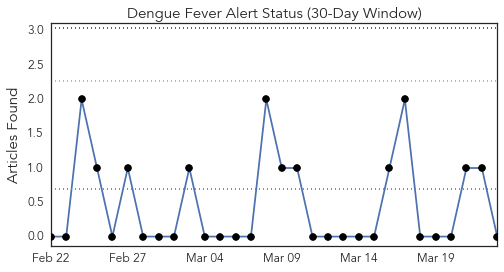 Dengue Fever Alert Status (30-Day Window)
3.0
2.5
2.0
1.5
1.0
0.5
0.0
Articles Found
Feb 22
Feb 27
Mar 04
Mar 09
Mar 14
Mar 19